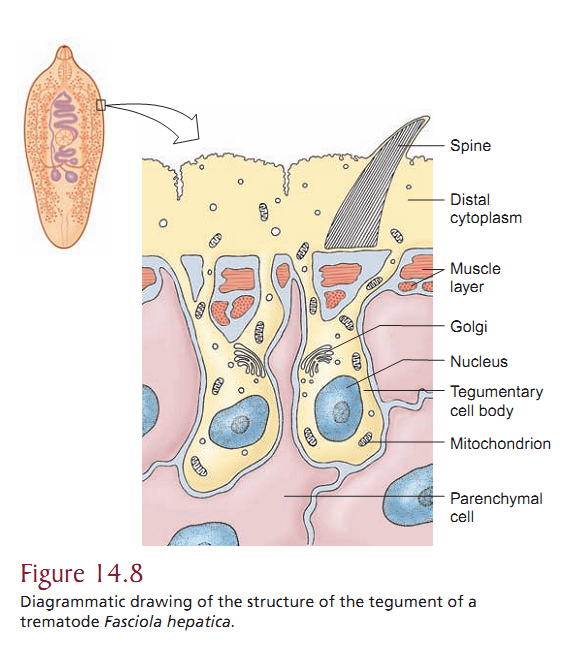 Spine
Distal
cytoplasm
Muscle
layer
Golgi
Nucleus
Tegumentary
cell body
Mitochondrion
Parenchymal
cell
Figure 14.8
Diagrammatic drawing of the structure of the tegument of a
trematode Fasciola hepatica.